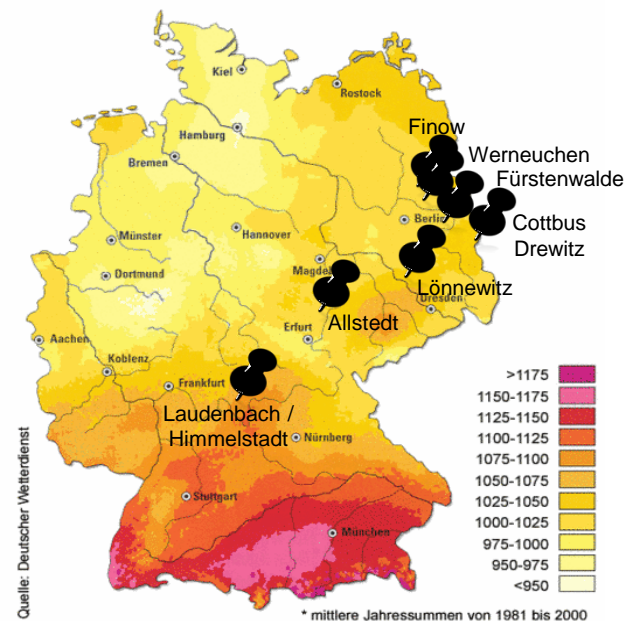 Kiel
Rostock
Hamburg
Finow
Bremen
Werneuchen
Fürstenwalde
Berlin
Münster
Hannover
Cottbus
Drewitz
Dortmund
Magdeb
Lönnewitz
Dresden
Allstedt
Erfurt
Aachen
Koblenz
Frankfurt
Laudenbach /
Himmelstadt
Nürnberg
Stuttgart
München
>1175
1150-1175
1125-1150
1100-1125
1075-1100
1050-1075
1025-1050
1000-1025
975-1000
950-975
<950
Quelle: Deutscher Wetterdienst
* mittlere Jahressummen von 1981 bis 2000